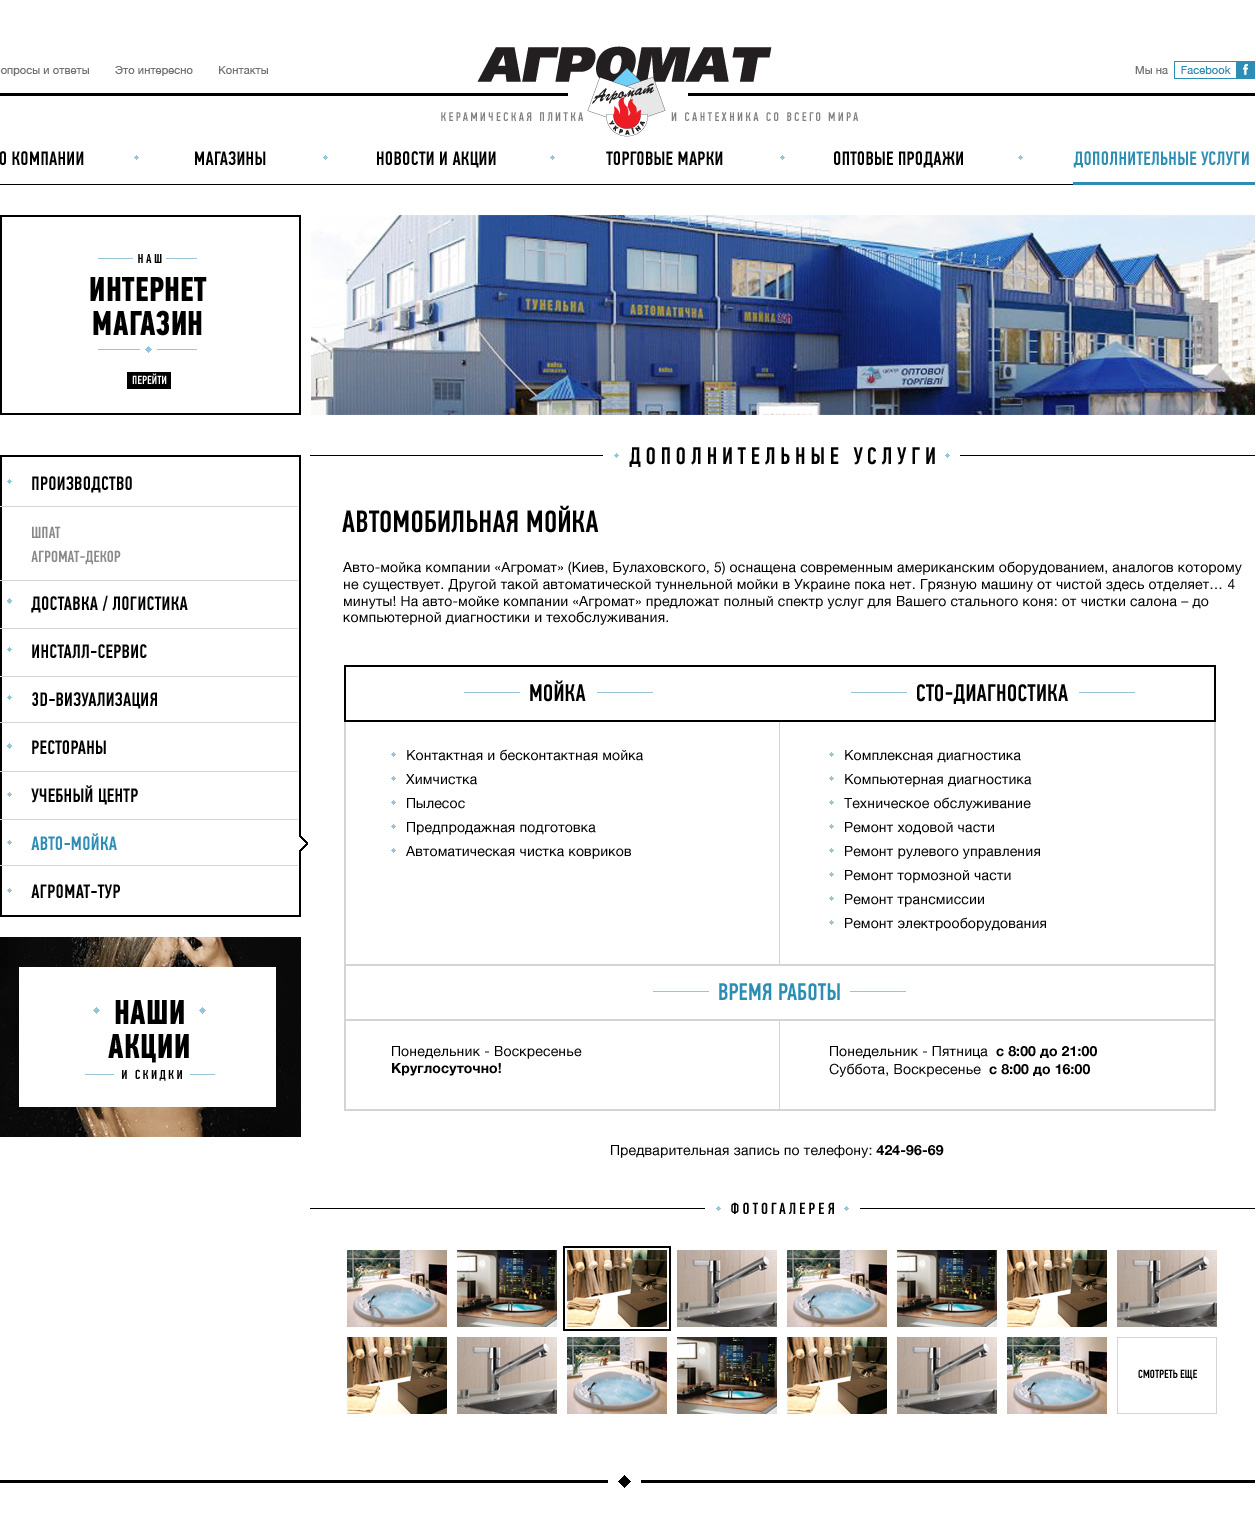 опросы и ответы Это интересно Контакты
АГРОМАТ
Мы на Facebook f
Агромат
УКРАЇНА
КЕРАМИЧЕСКАЯ ПЛИТКА И САНТЕХНИКА СО ВСЕГО МИРА
О КОМПАНИИ МАГАЗИНЫ НОВОСТИ И АКЦИИ ТОРГОВЫЕ МАРКИ ОПТОВЫЕ ПРОДАЖИ ДОПОЛНИТЕЛЬНЫЕ УСЛУГИ
НАШ
ИНТЕРНЕТ
МАГАЗИН
ПЕРЕЙТИ
ТУНЕЛЬНА АВТОМАТИЧНА МИЙКА
ЦЕНТР ОПТОВОЇ
ТОРГІВЛІ
ДОПОЛНИТЕЛЬНЫЕ УСЛУГИ
ПРОИЗВОДСТВО
ШПАТ
АГРОМАТ-ДЕКОР
ДОСТАВКА / ЛОГИСТИКА
ИНСТАЛЛ-СЕРВИС
3D-ВИЗУАЛИЗАЦИЯ
РЕСТОРАНЫ
УЧЕБНЫЙ ЦЕНТР
АВТО-МОЙКА
АГРОМАТ-ТУР
НАШИ
АКЦИИ
И СКИДКИ
АВТОМОБИЛЬНАЯ МОЙКА
Авто-мойка компании «Агромат» (Киев, Булаховского, 5) оснащена современным американским оборудованием, аналогов которому
не существует. Другой такой автоматической туннельной мойки в Украине пока нет. Грязную машину от чистой здесь отделяет… 4
минуты! На авто-мойке компании «Агромат» предложат полный спектр услуг для Вашего стального коня: от чистки салона – до
компьютерной диагностики и техобслуживания.
МОЙКА СТО-ДИАГНОСТИКА
Контактная и бесконтактная мойка
Химчистка
Пылесос
Предпродажная подготовка
Автоматическая чистка ковриков
Комплексная диагностика
Компьютерная диагностика
Техническое обслуживание
Ремонт ходовой части
Ремонт рулевого управления
Ремонт тормозной части
Ремонт трансмиссии
Ремонт электрооборудования
ВРЕМЯ РАБОТЫ
Понедельник - Воскресенье
Круглосуточно!
Понедельник - Пятница с 8:00 до 21:00
Суббота, Воскресенье с 8:00 до 16:00
Предварительная запись по телефону: 424-96-69
ФОТОГАЛЕРЕЯ
СМОТРЕТЬ ЕЩЕ